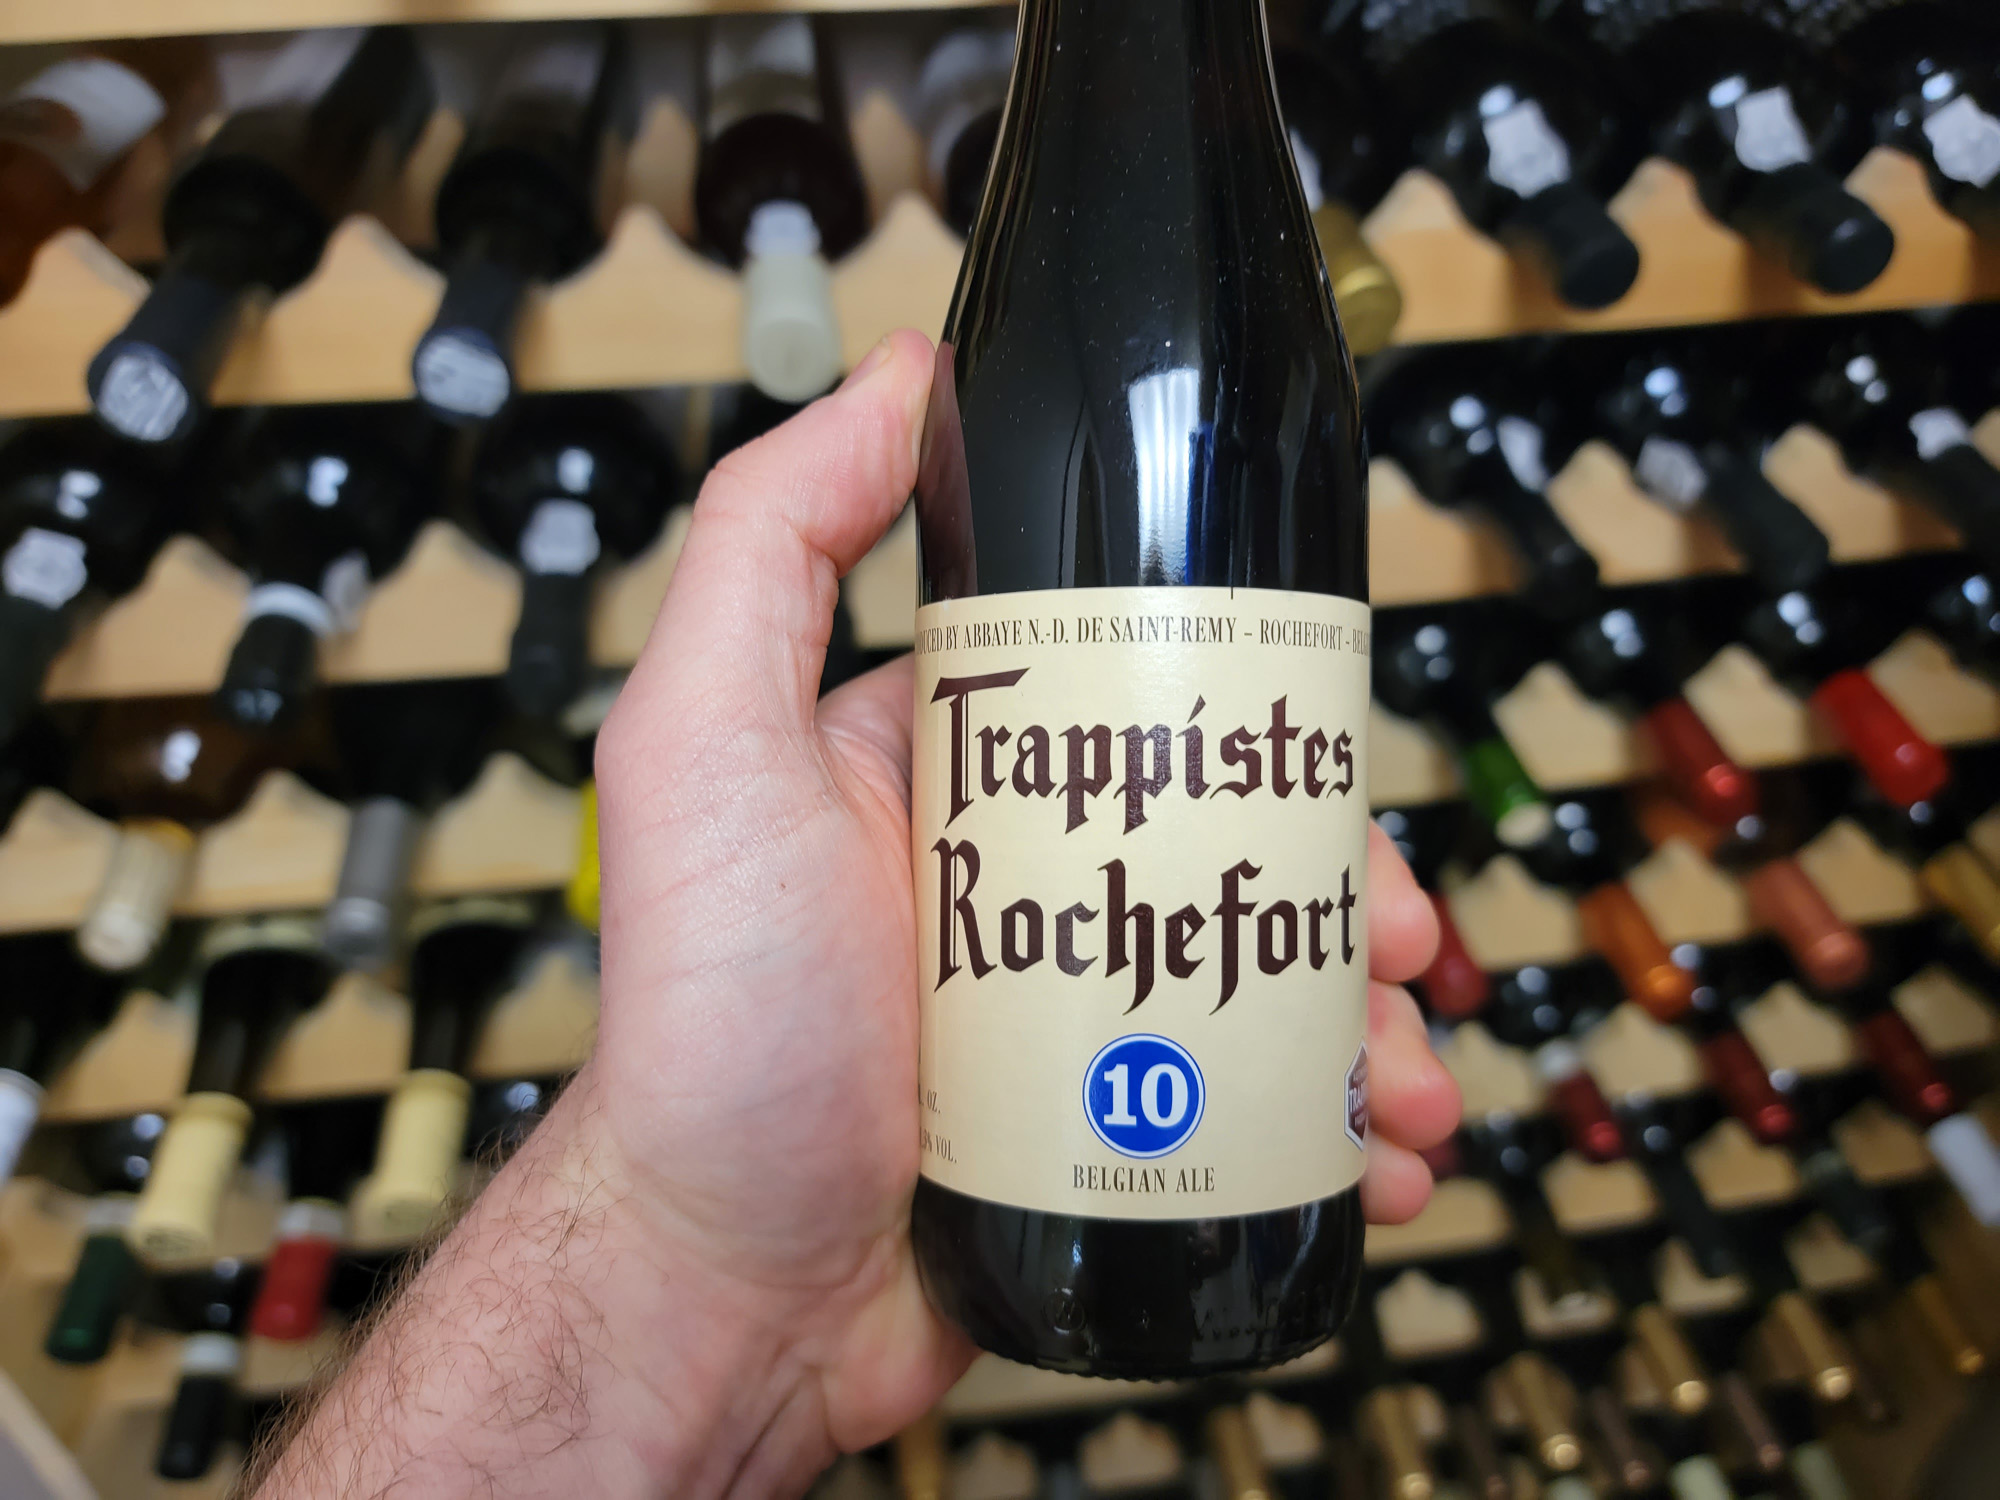 BY ABBAYE N.-D. DE SAINT-REMY – ROCHEFORT -
Trappistes
Rochefort
10
OZ.
% VOL.
BELGIAN ALE